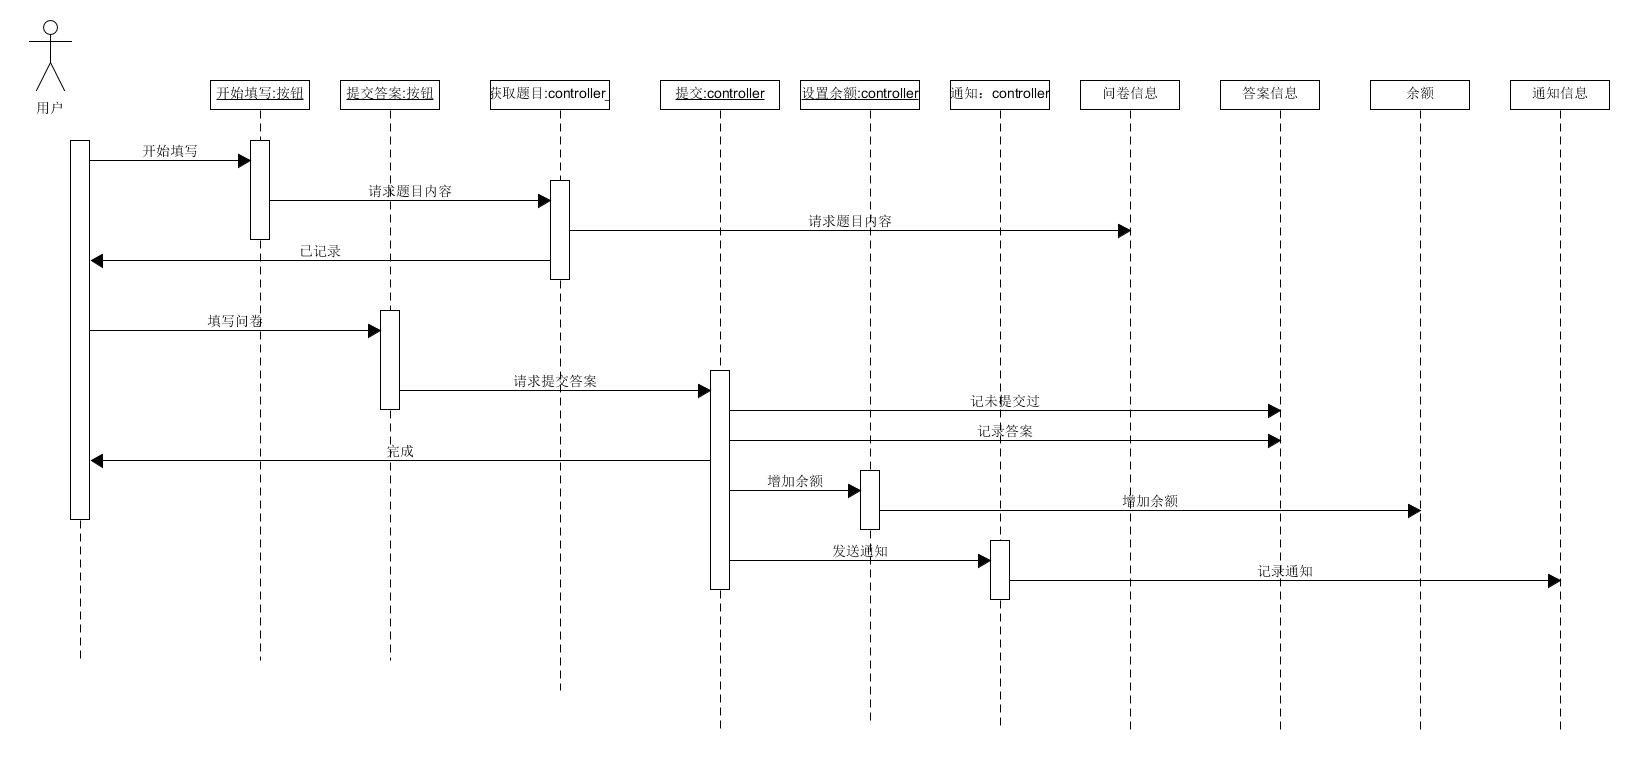 用户
开始填写:按钮
提交答案:按钮
获取题目:controller_
提交:controller
设置余额:controller
通知：controller
问卷信息
答案信息
余额
通知信息
开始填写
请求题目内容
请求题目内容
已记录
填写问卷
请求提交答案
记未提交过
记录答案
完成
增加余额
增加余额
发送通知
记录通知